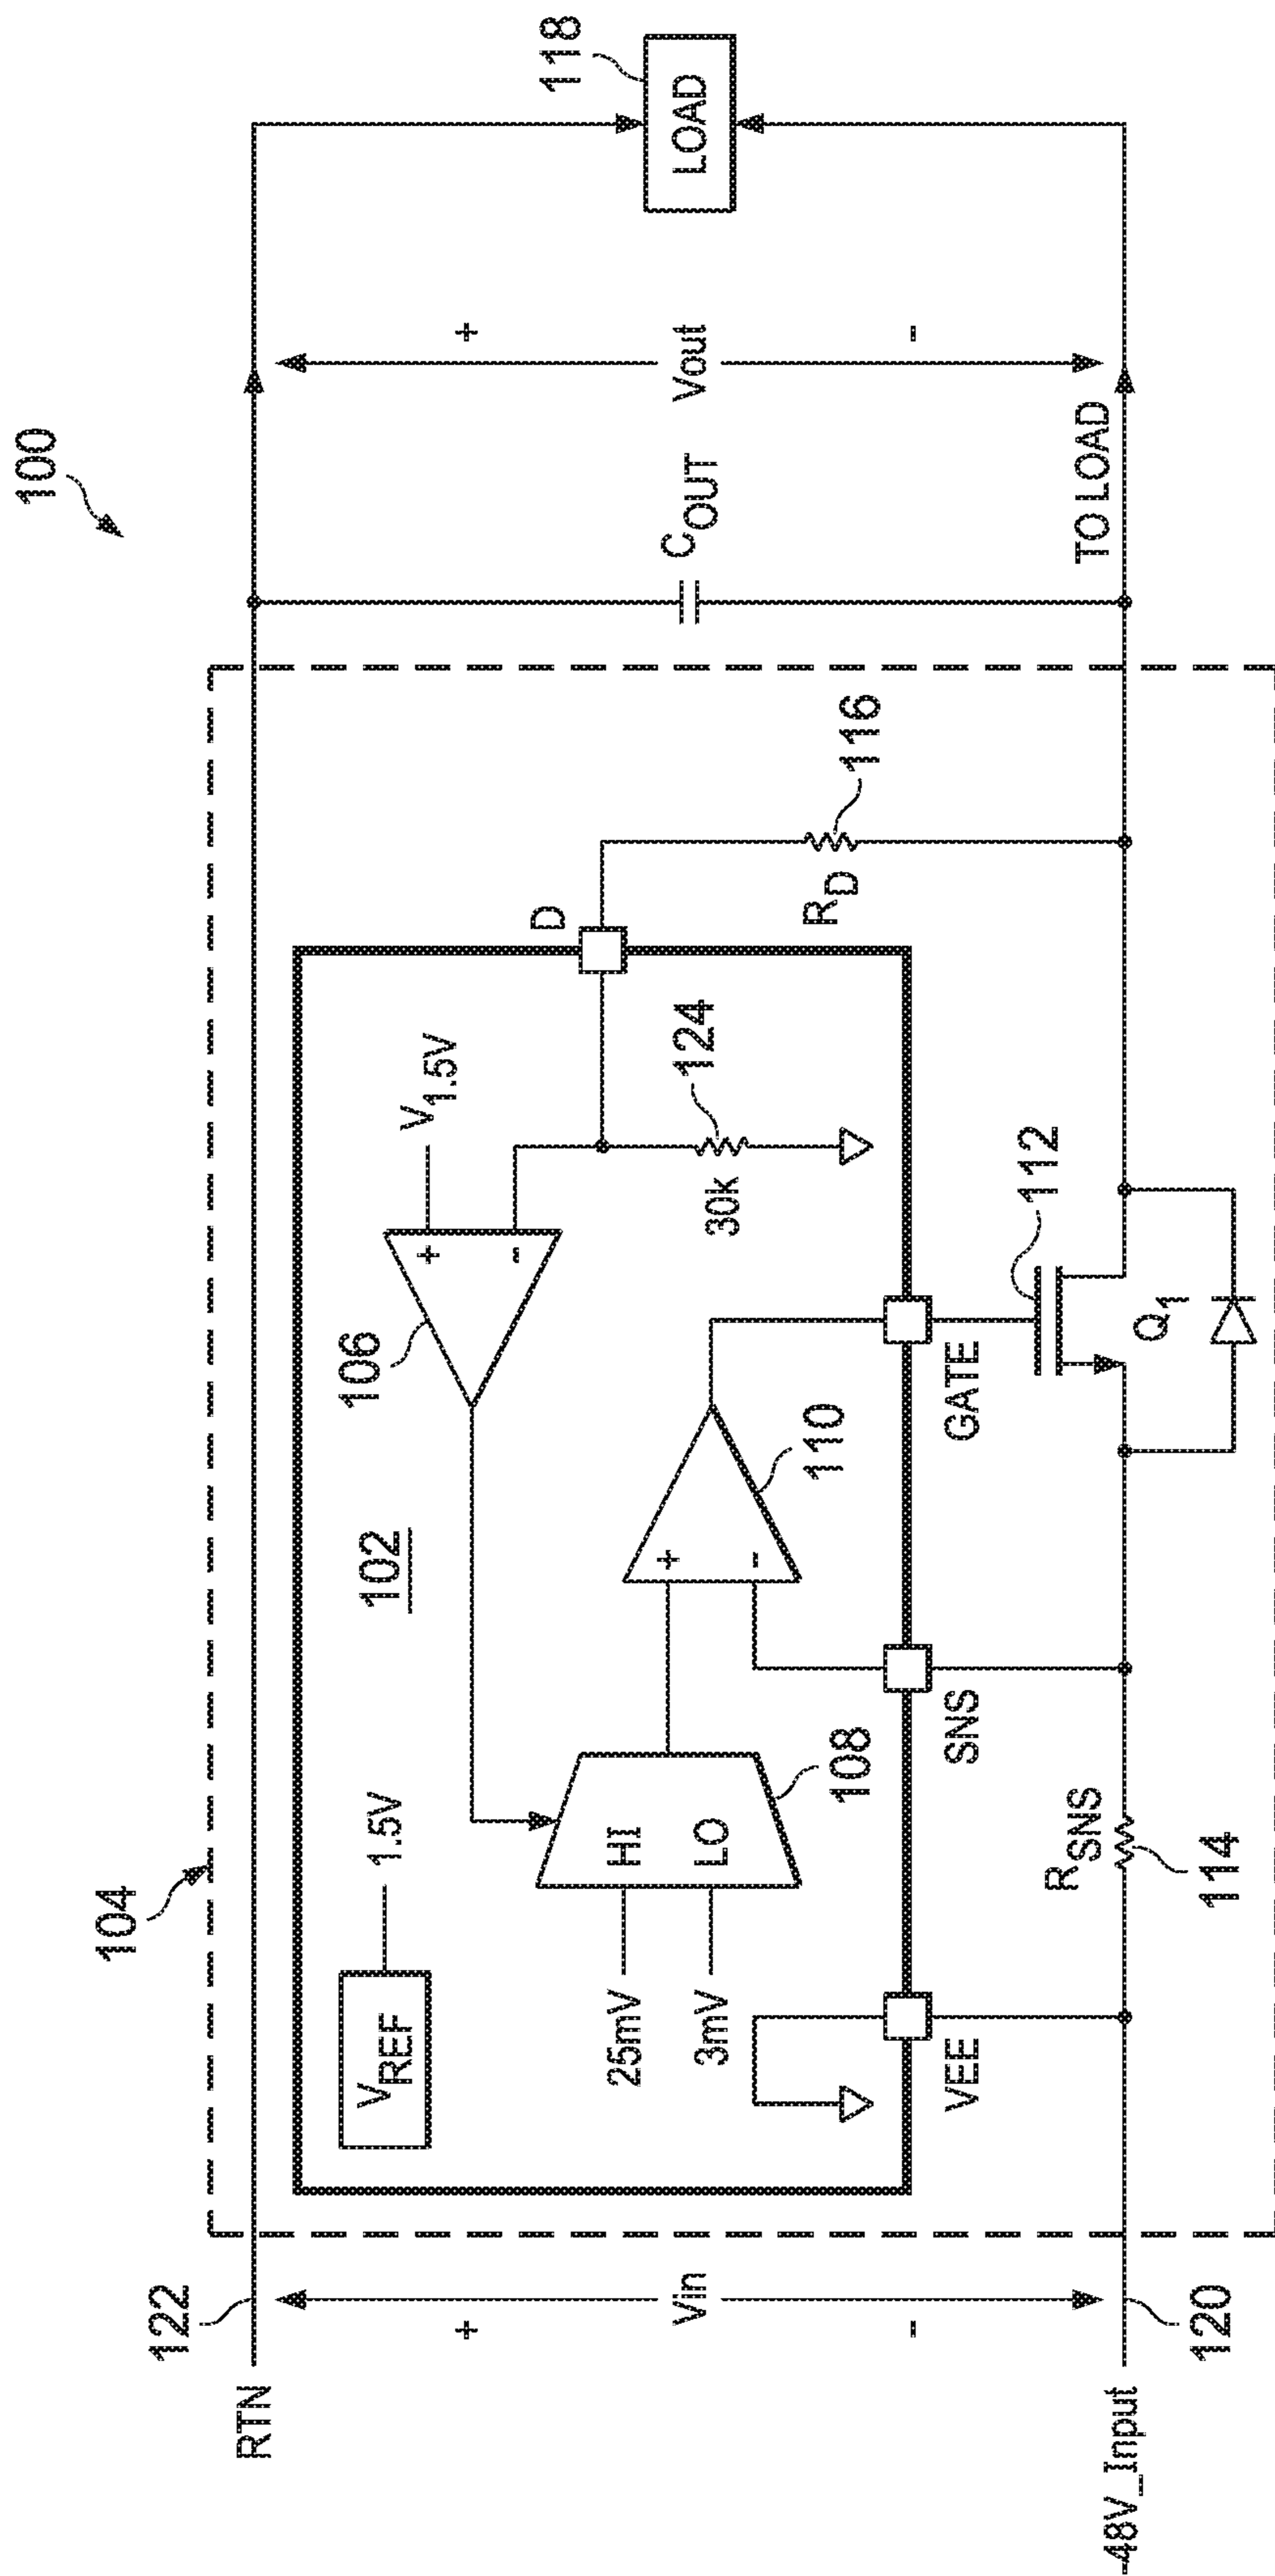 100
104
122
RTN
Vin
+
-
-48V_Input
120
VREF
1.5V
102
106
V1.5V
+
-
D
124
30k
116
RD
25mV
3mV
HI
LO
108
+
-
110
VEE
SNS
GATE
112
RSNS
114
Q1
COUT
TO LOAD
+
Vout
-
118
LOAD